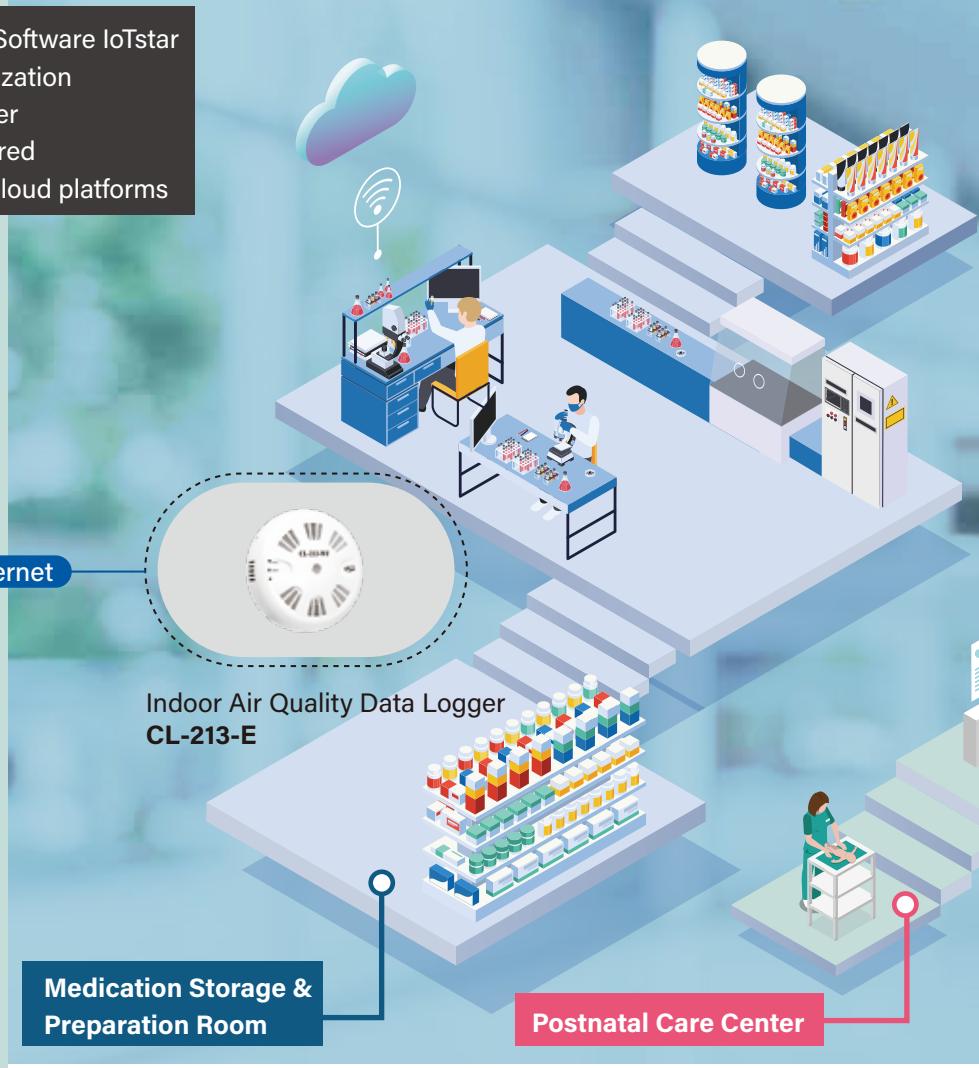 Software IoTstar
zation
er
red
loud platforms
ernet
Indoor Air Quality Data Logger
CL-213-E
Medication Storage &
Preparation Room
Postnatal Care Center